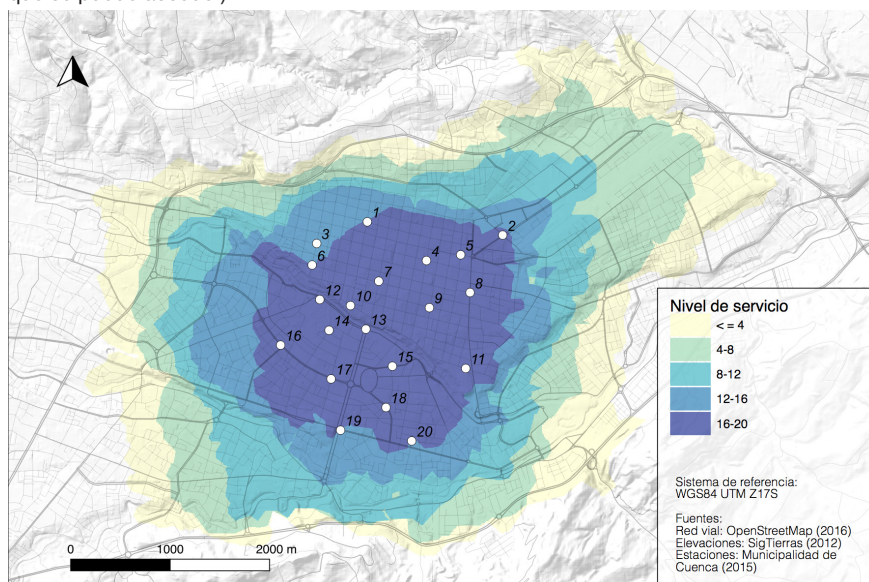 1
2
3
4
5
6
7
8
12
10
9
14
13
16
15
11
17
18
19
20
Nivel de servicio
< = 4
4-8
8-12
12-16
16-20
Sistema de referencia:
WGS84 UTM Z17S
Fuentes:
Red vial: OpenStreetMap (2016)
Elevaciones: SigTierras (2012)
Estaciones: Municipalidad de
Cuenca (2015)
0 1000 2000 m